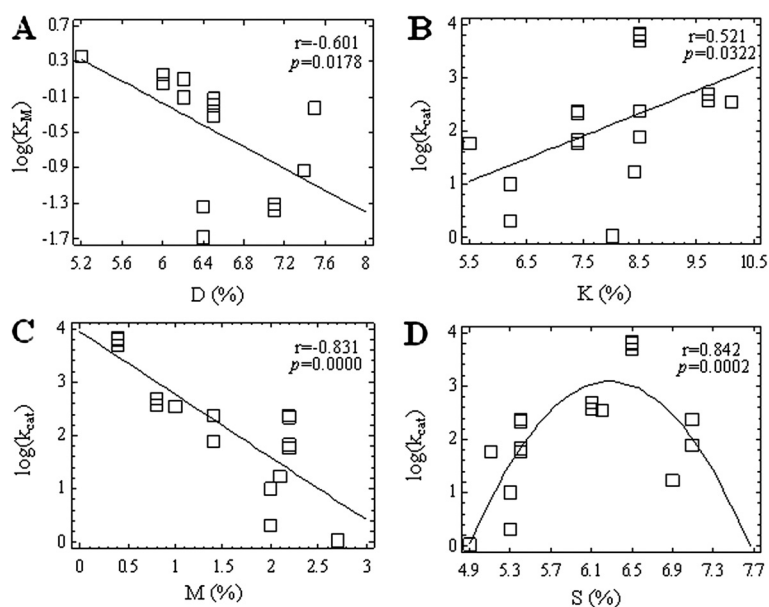 A
r=-0.601
p=0.0178
log(K_M)
0.7
0.3
-0.1
-0.5
-0.9
-1.3
-1.7
5.2 5.6 6 6.4 6.8 7.2 7.6 8
D (%)
B
r=0.521
p=0.0322
log(k_cat)
4
3
2
1
0
5.5 6.5 7.5 8.5 9.5 10.5
K (%)
C
r=-0.831
p=0.0000
log(k_cat)
4
3
2
1
0
0 0.5 1 1.5 2 2.5 3
M (%)
D
r=0.842
p=0.0002
log(k_cat)
4
3
2
1
0
4.9 5.3 5.7 6.1 6.5 6.9 7.3 7.7
S (%)